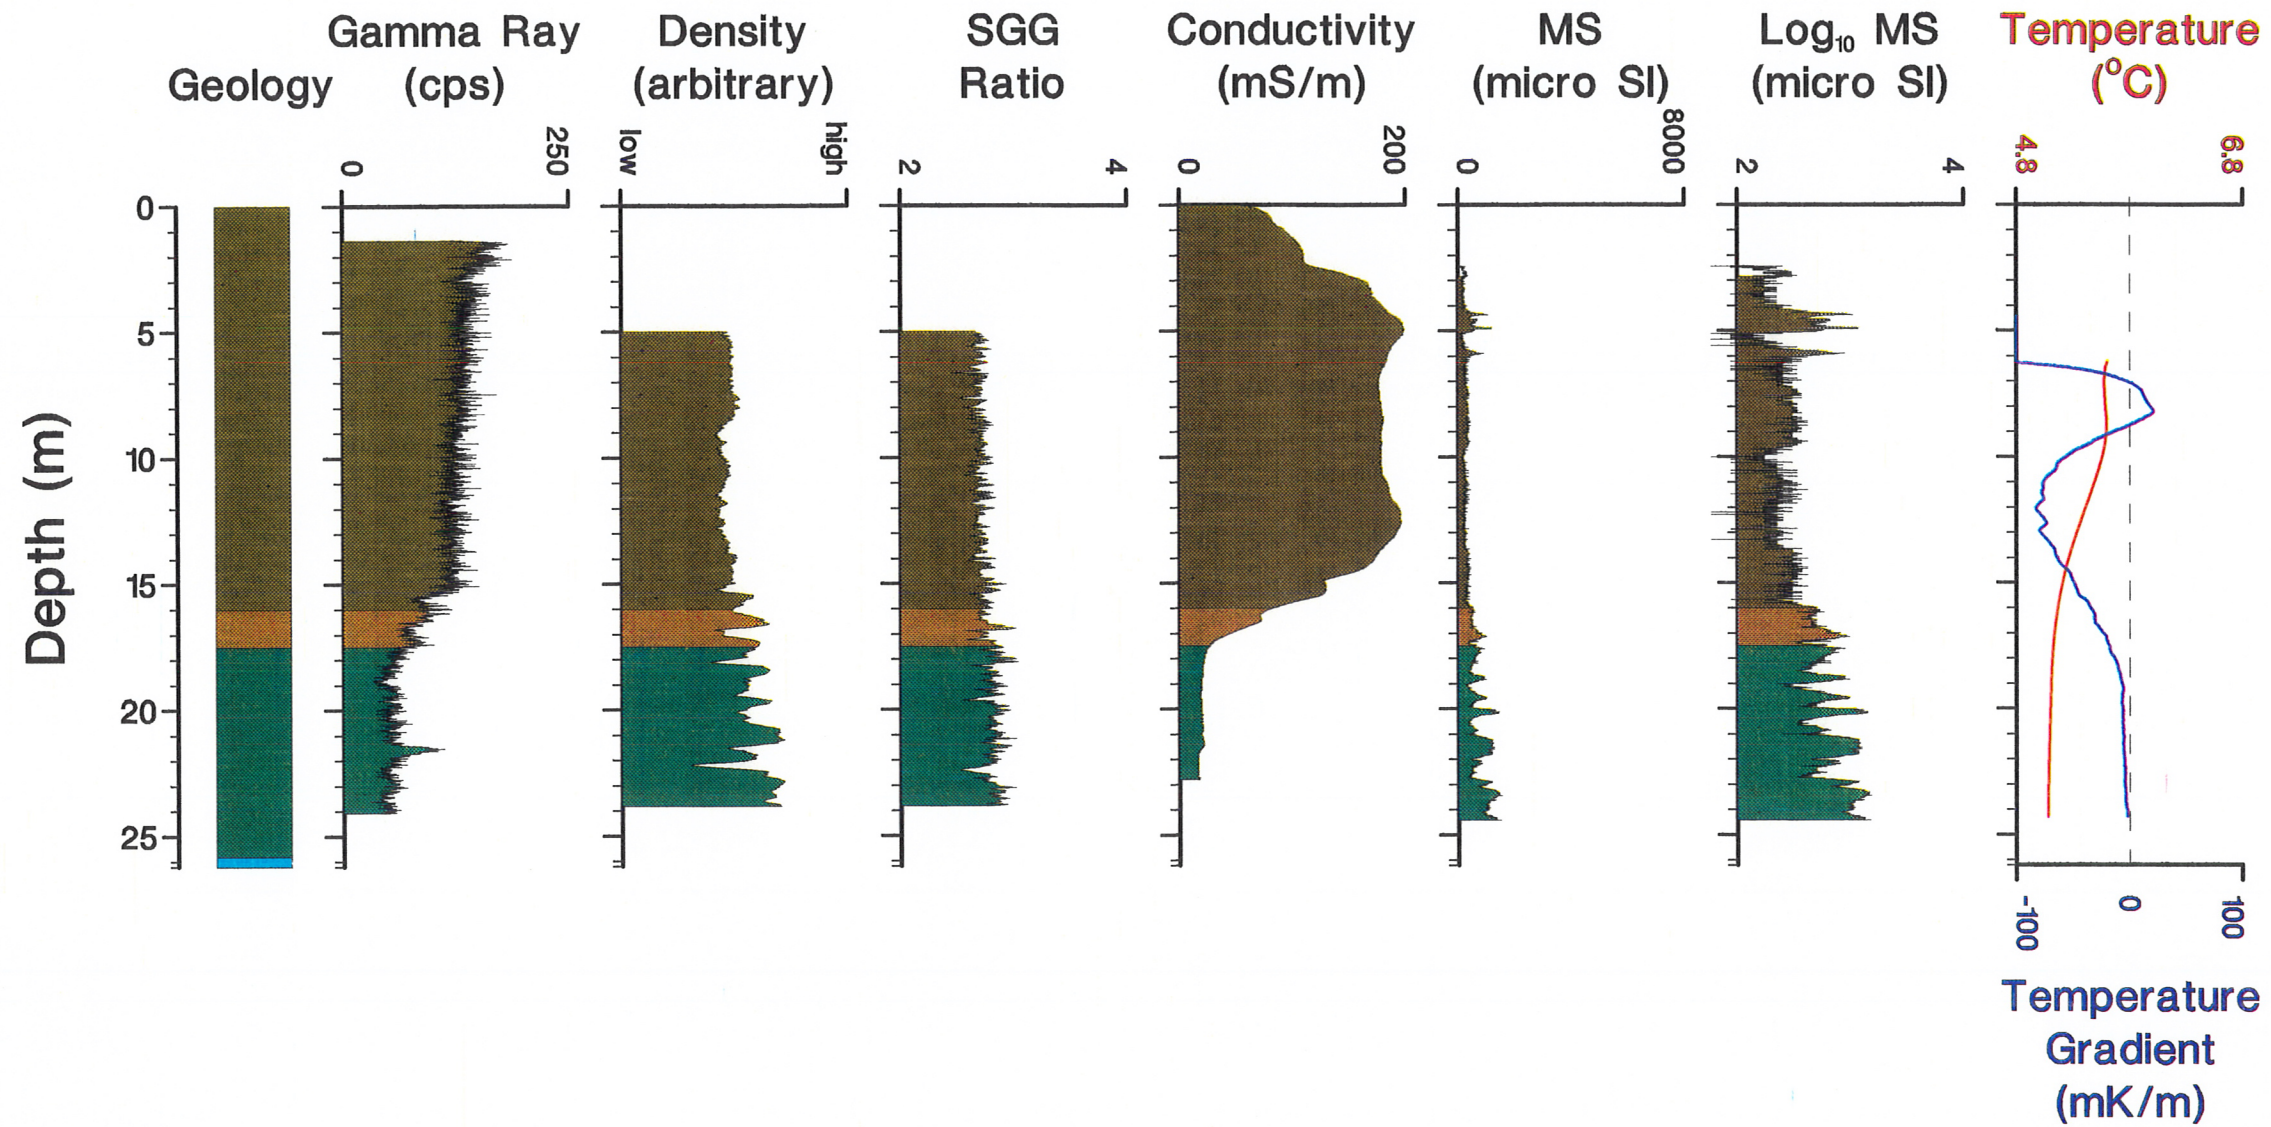 Geology
Gamma Ray
(cps)
Density
(arbitrary)
SGG
Ratio
Conductivity
(mS/m)
MS
(micro SI)
Log₁₀ MS
(micro SI)
Temperature
(°C)
0
250
low
high
2
4
0
200
0
8000
2
4
4.8
6.8
Depth (m)
0
5
10
15
20
25
-100
0
100
Temperature
Gradient
(mK/m)